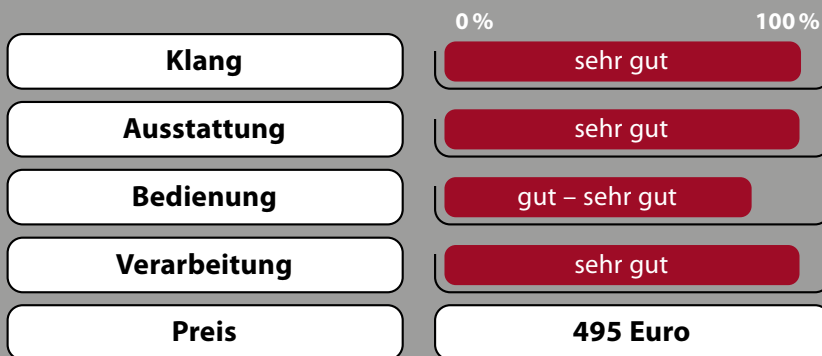 0 % 100 %
Klang sehr gut
Ausstattung sehr gut
Bedienung gut – sehr gut
Verarbeitung sehr gut
Preis 495 Euro